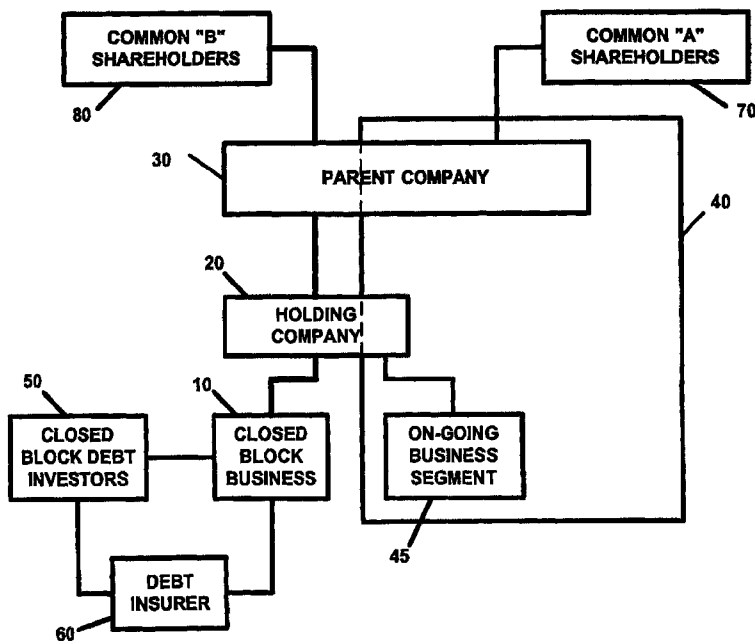 COMMON "B"
SHAREHOLDERS
80
COMMON "A"
SHAREHOLDERS
70
30
PARENT COMPANY
40
20
HOLDING
COMPANY
50
CLOSED
BLOCK DEBT
INVESTORS
10
CLOSED
BLOCK
BUSINESS
ON-GOING
BUSINESS
SEGMENT
45
DEBT
INSURER
60